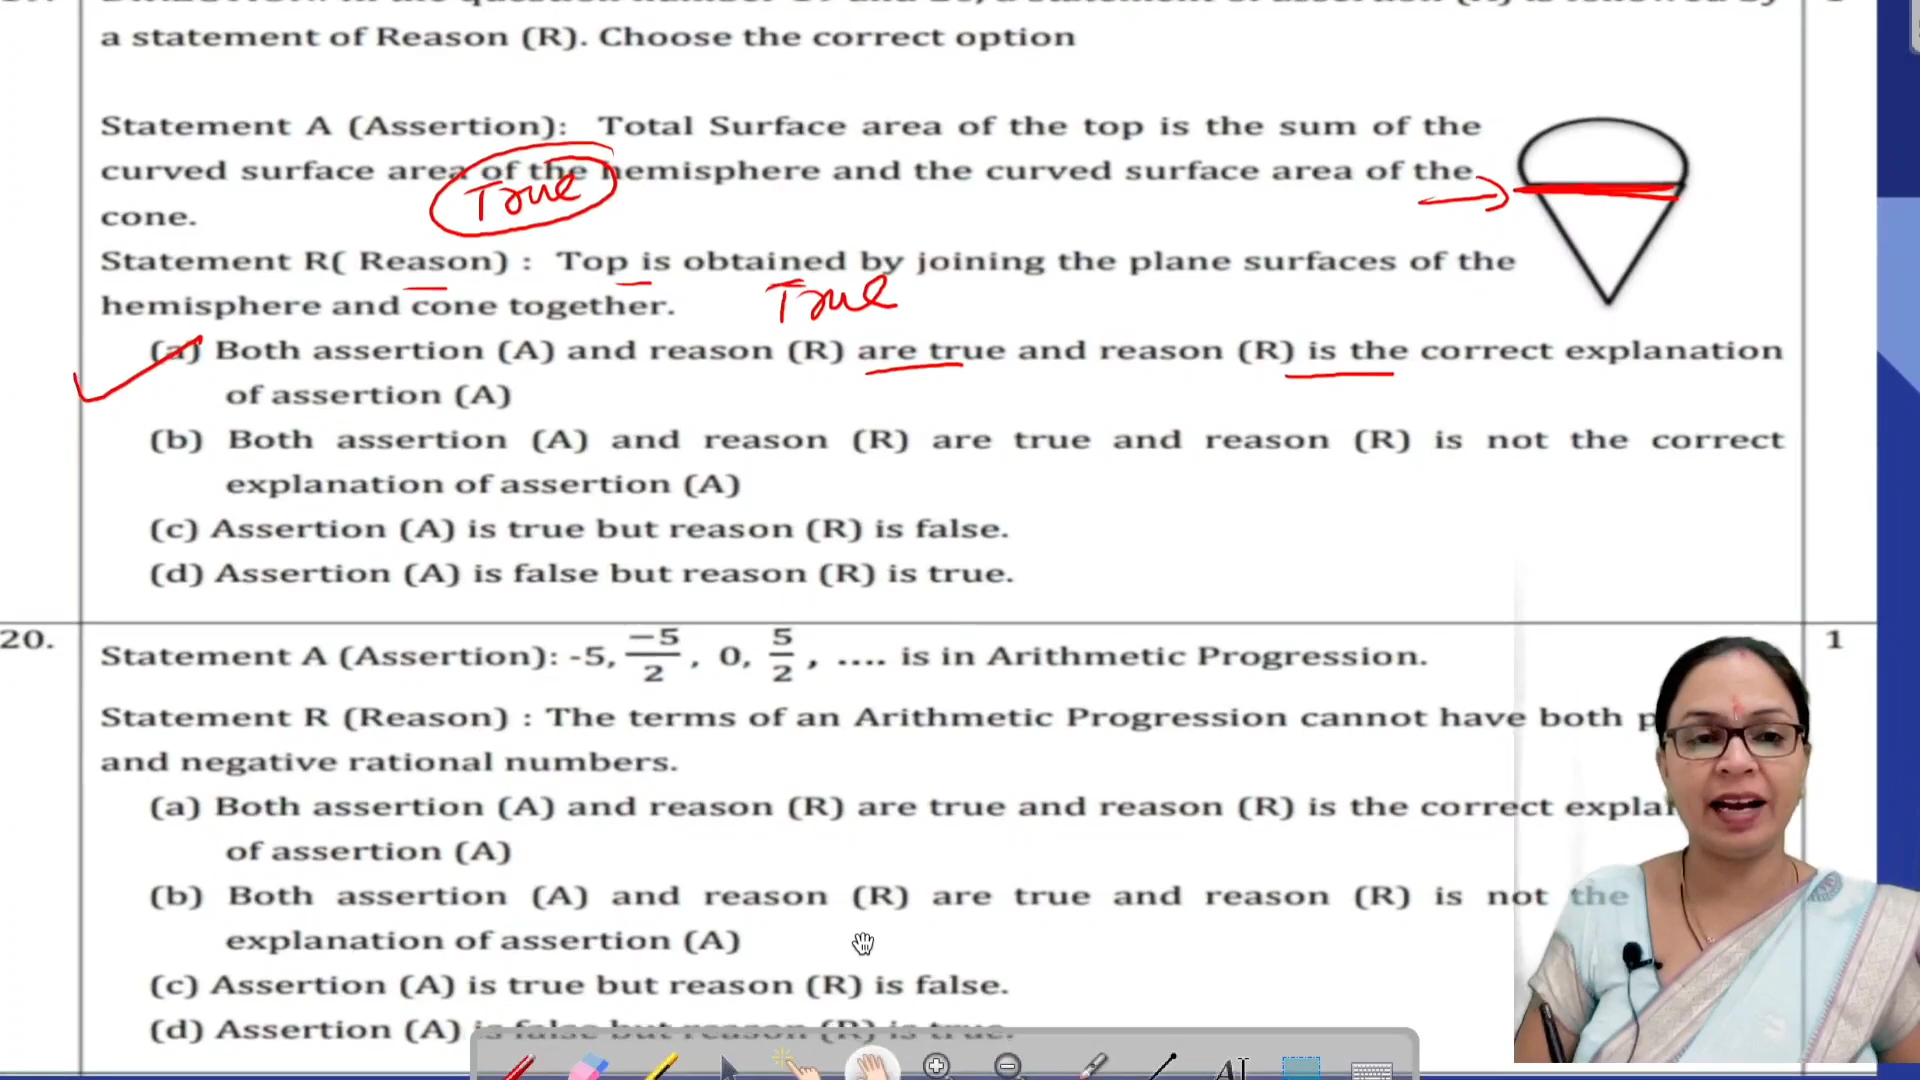 a statement of Reason (R). Choose the correct option
Statement A (Assertion): Total Surface area of the top is the sum of the
curved surface area of the hemisphere and the curved surface area of the
True
cone.
Statement R( Reason) : Top is obtained by joining the plane surfaces of the
hemisphere and cone together.
True
(a) Both assertion (A) and reason (R) are true and reason (R) is the correct explanation
of assertion (A)
(b) Both assertion (A) and reason (R) are true and reason (R) is not the correct
explanation of assertion (A)
(c) Assertion (A) is true but reason (R) is false.
(d) Assertion (A) is false but reason (R) is true.
20. Statement A (Assertion): -5, −5/2 , 0, 5/2 , .... is in Arithmetic Progression. 1
Statement R (Reason) : The terms of an Arithmetic Progression cannot have both
and negative rational numbers.
(a) Both assertion (A) and reason (R) are true and reason (R) is the correct
of assertion (A)
(b) Both assertion (A) and reason (R) are true and reason (R) is not the
explanation of assertion (A)
(c) Assertion (A) is true but reason (R) is false.
(d) Assertion (A) is false but reason (R) is true.